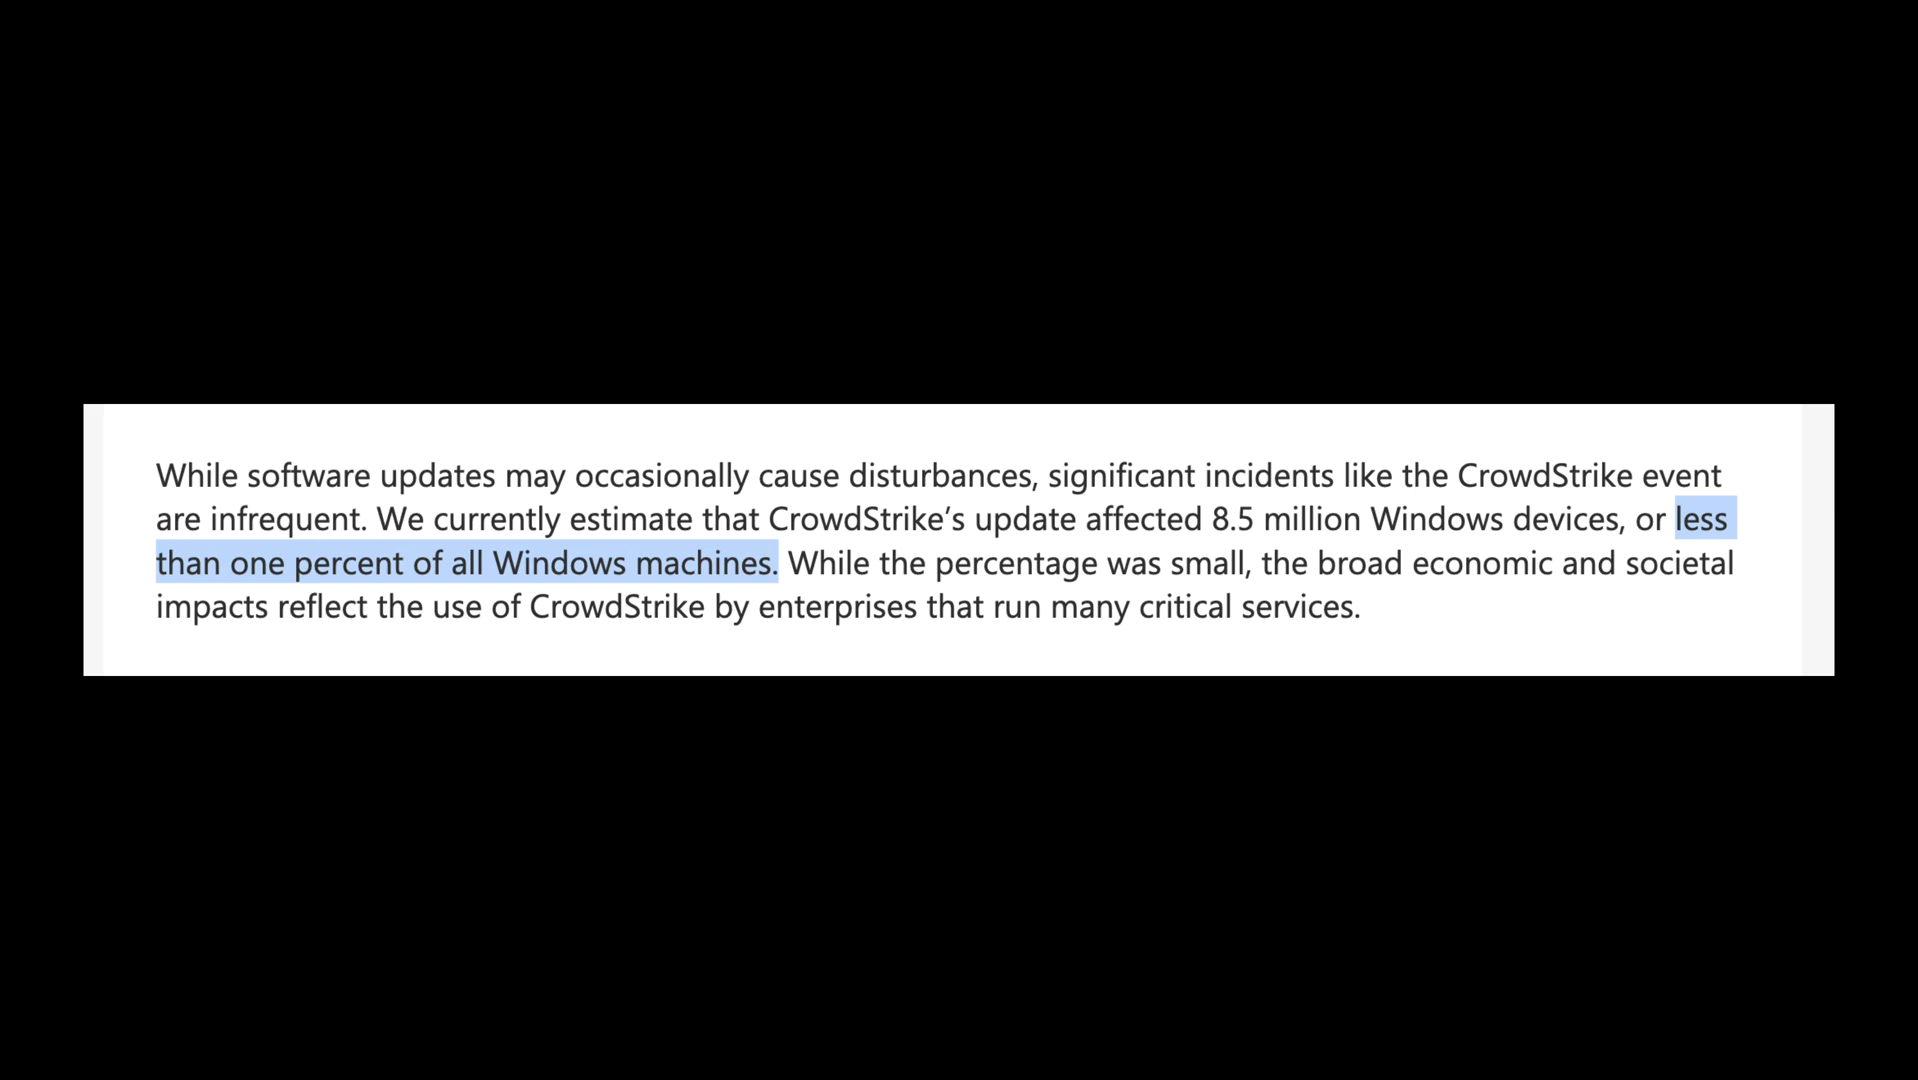 While software updates may occasionally cause disturbances, significant incidents like the CrowdStrike event
are infrequent. We currently estimate that CrowdStrike’s update affected 8.5 million Windows devices, or less
than one percent of all Windows machines. While the percentage was small, the broad economic and societal
impacts reflect the use of CrowdStrike by enterprises that run many critical services.